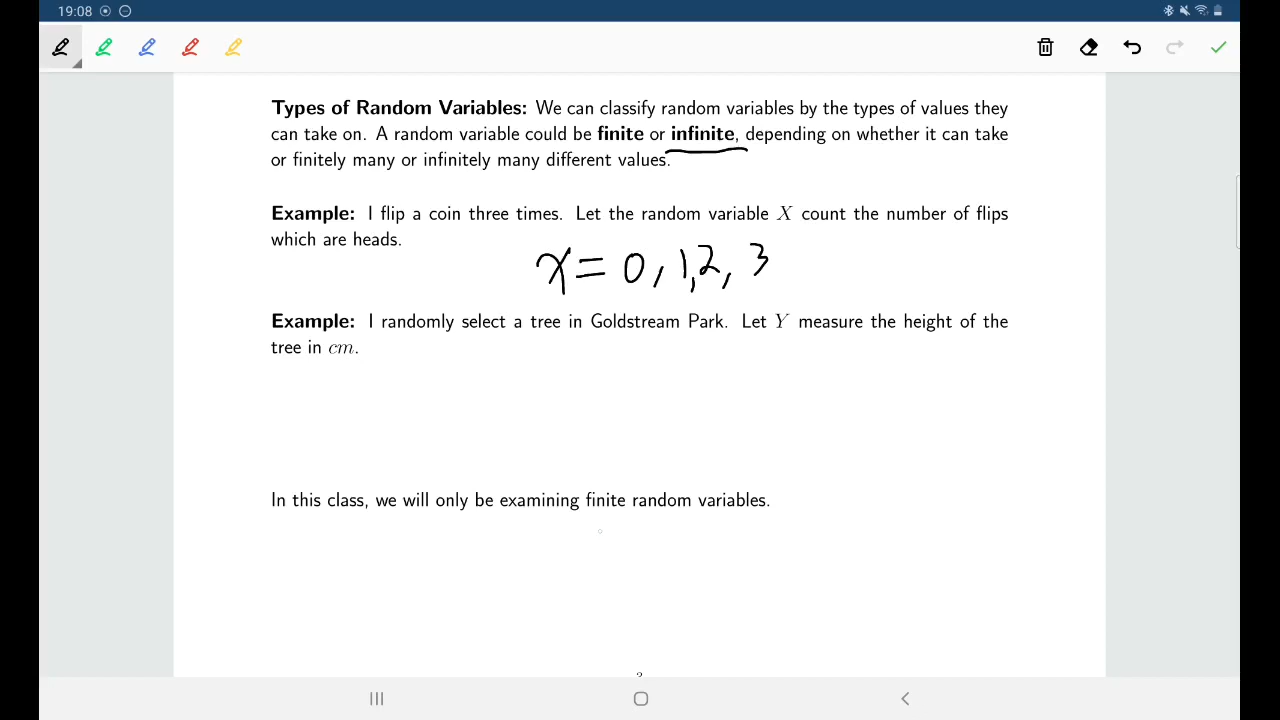 19:08
Types of Random Variables: We can classify random variables by the types of values they
can take on. A random variable could be finite or infinite, depending on whether it can take
or finitely many or infinitely many different values.
Example: I flip a coin three times. Let the random variable X count the number of flips
which are heads.
x = 0, 1, 2, 3
Example: I randomly select a tree in Goldstream Park. Let Y measure the height of the
tree in cm.
In this class, we will only be examining finite random variables.